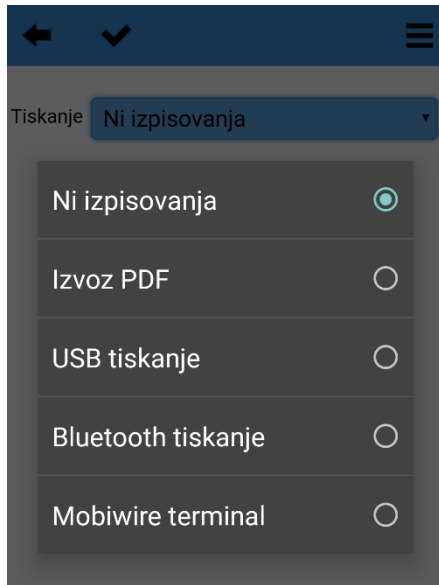 Tiskanje Ni izpisovanja
Ni izpisovanja
Izvoz PDF
USB tiskanje
Bluetooth tiskanje
Mobiwire terminal